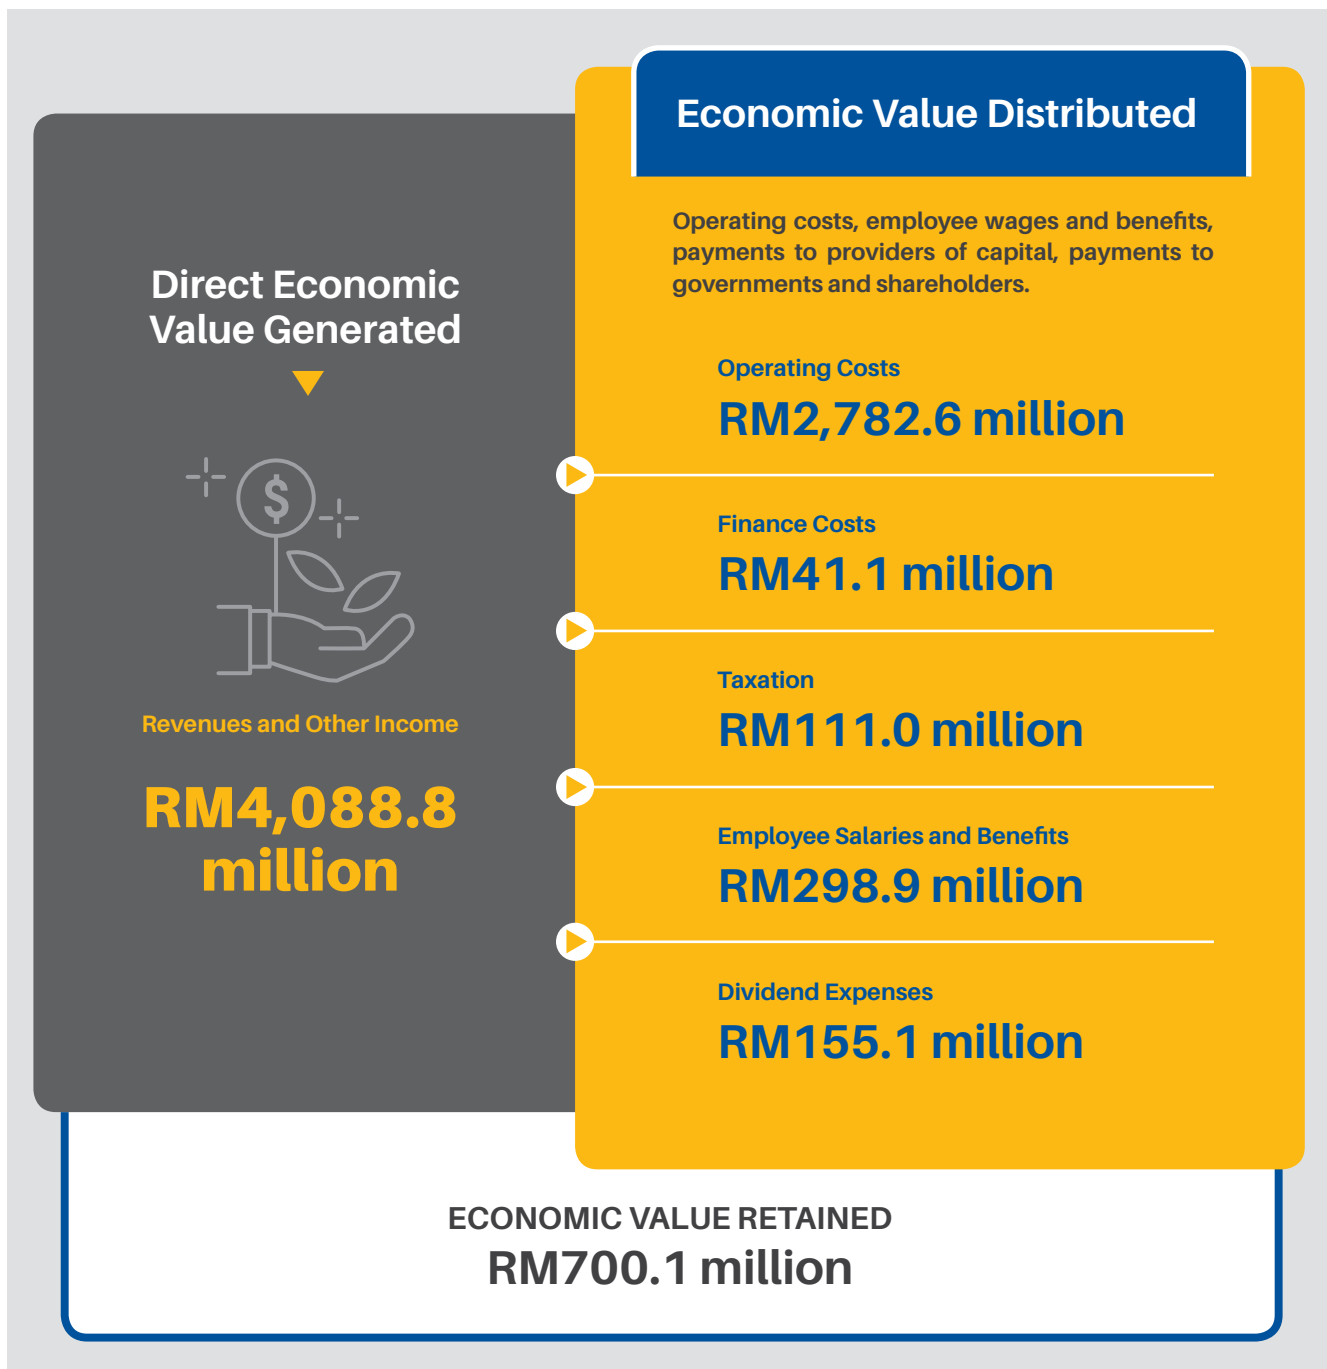 Direct Economic
Value Generated
$
Revenues and Other Income
RM4,088.8
million
Economic Value Distributed
Operating costs, employee wages and benefits,
payments to providers of capital, payments to
governments and shareholders.
Operating Costs
RM2,782.6 million
Finance Costs
RM41.1 million
Taxation
RM111.0 million
Employee Salaries and Benefits
RM298.9 million
Dividend Expenses
RM155.1 million
ECONOMIC VALUE RETAINED
RM700.1 million